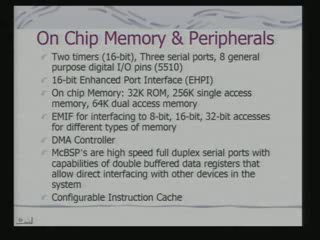 On Chip Memory & Peripherals
Two timers (16-bit), Three serial ports, 8 general
purpose digital I/O pins (5510)
16-bit Enhanced Port Interface (EHPI)
On chip Memory: 32K ROM, 256K single access
memory, 64K dual access memory
EMIF for interfacing to 8-bit, 16-bit, 32-bit accesses
for different types of memory
DMA Controller
McBSP's are high speed full duplex serial ports with
capabilities of double buffered data registers that
allow direct interfacing with other devices in the
system
Configurable Instruction Cache